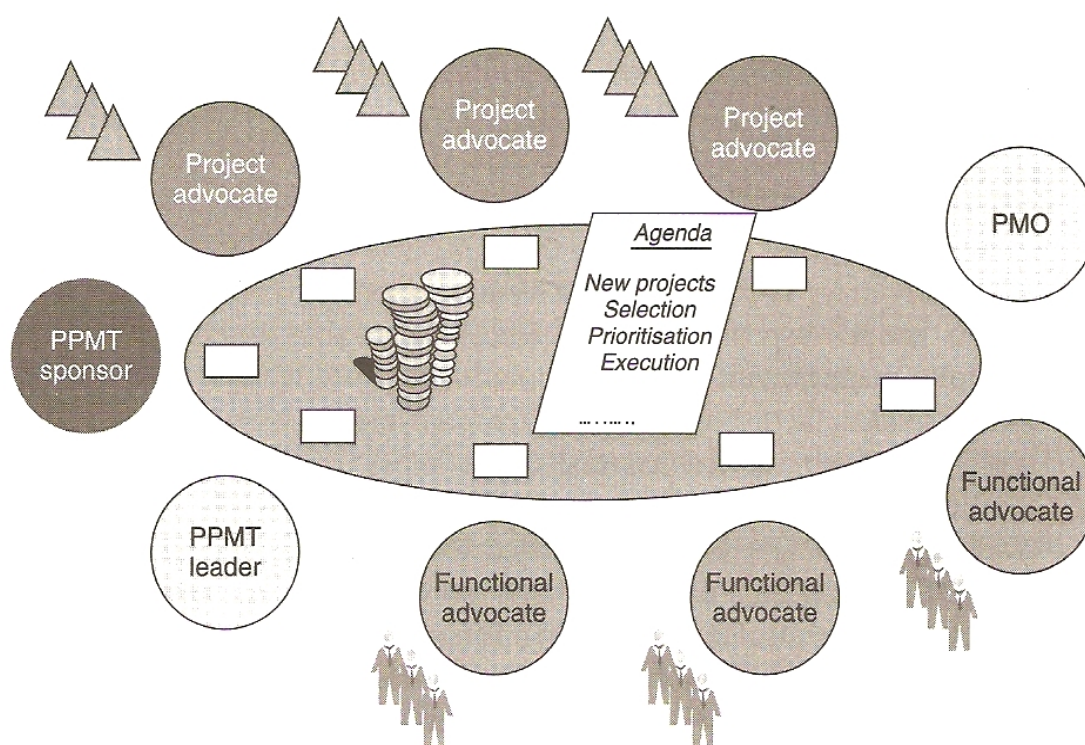 Project
advocate
Project
advocate
Project
advocate
PMO
Agenda
New projects
Selection
Prioritisation
Execution
... .. ... .,
PPMT
sponsor
PPMT
leader
Functional
advocate
Functional
advocate
Functional
advocate